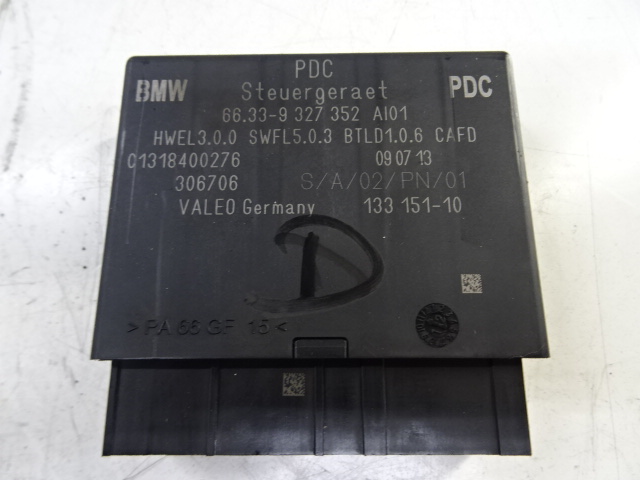 PDC
BMW Steuergeraet PDC
66.33-9 327 352 AI01
HWEL3.0.0 SWFL5.0.3 BTLD1.0.6 CAFD
C1318400276 09 07 13
306706 S/A/02/PN/01
VALEO Germany 133 151-10
D
>PA 66 GF 15<